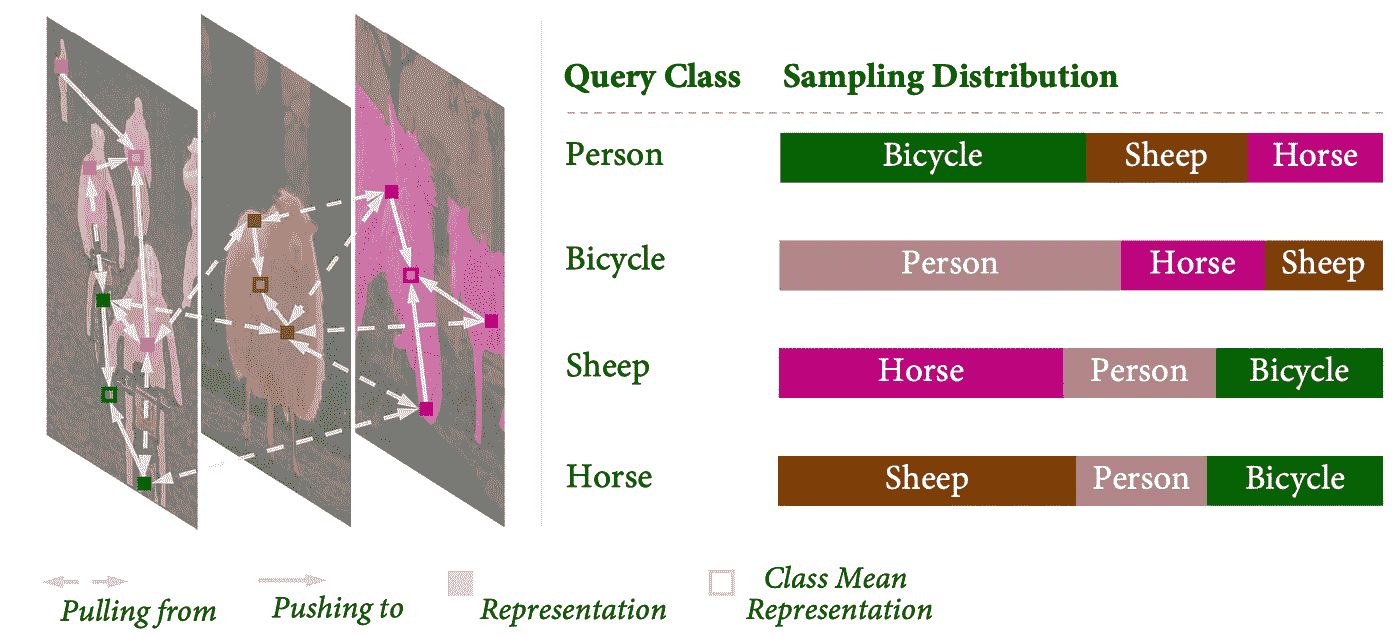 Query Class Sampling Distribution
Person Bicycle Sheep Horse
Bicycle Person Horse Sheep
Sheep Horse Person Bicycle
Horse Sheep Person Bicycle
Pulling from Pushing to Representation Class Mean Representation